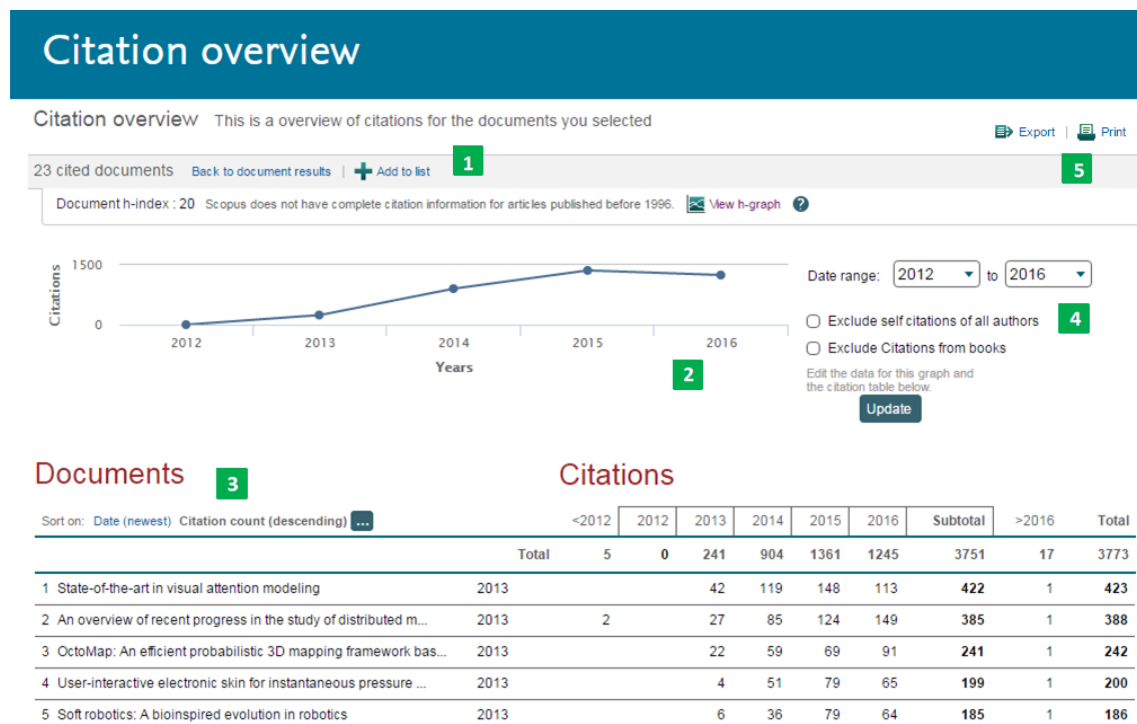 Citation overview
Citation overview This is a overview of citations for the documents you selected
Export | Print
23 cited documents Back to document results | Add to list 1
5
Document h-index : 20 Scopus does not have complete citation information for articles published before 1996. View h-graph ?
Citations
1500
0
2012 2013 2014 2015 2016
Years
2
Date range: 2012 to 2016
Exclude self citations of all authors 4
Exclude Citations from books
Edit the data for this graph and
the citation table below.
Update
Documents 3
Citations
Sort on: Date (newest) Citation count (descending) ... <2012 2012 2013 2014 2015 2016 Subtotal >2016 Total
Total 5 0 241 904 1361 1245 3751 17 3773
1 State-of-the-art in visual attention modeling 2013 42 119 148 113 422 1 423
2 An overview of recent progress in the study of distributed m... 2013 2 27 85 124 149 385 1 388
3 OctoMap: An efficient probabilistic 3D mapping framework bas... 2013 22 59 69 91 241 1 242
4 User-interactive electronic skin for instantaneous pressure ... 2013 4 51 79 65 199 1 200
5 Soft robotics: A bioinspired evolution in robotics 2013 6 36 79 64 185 1 186